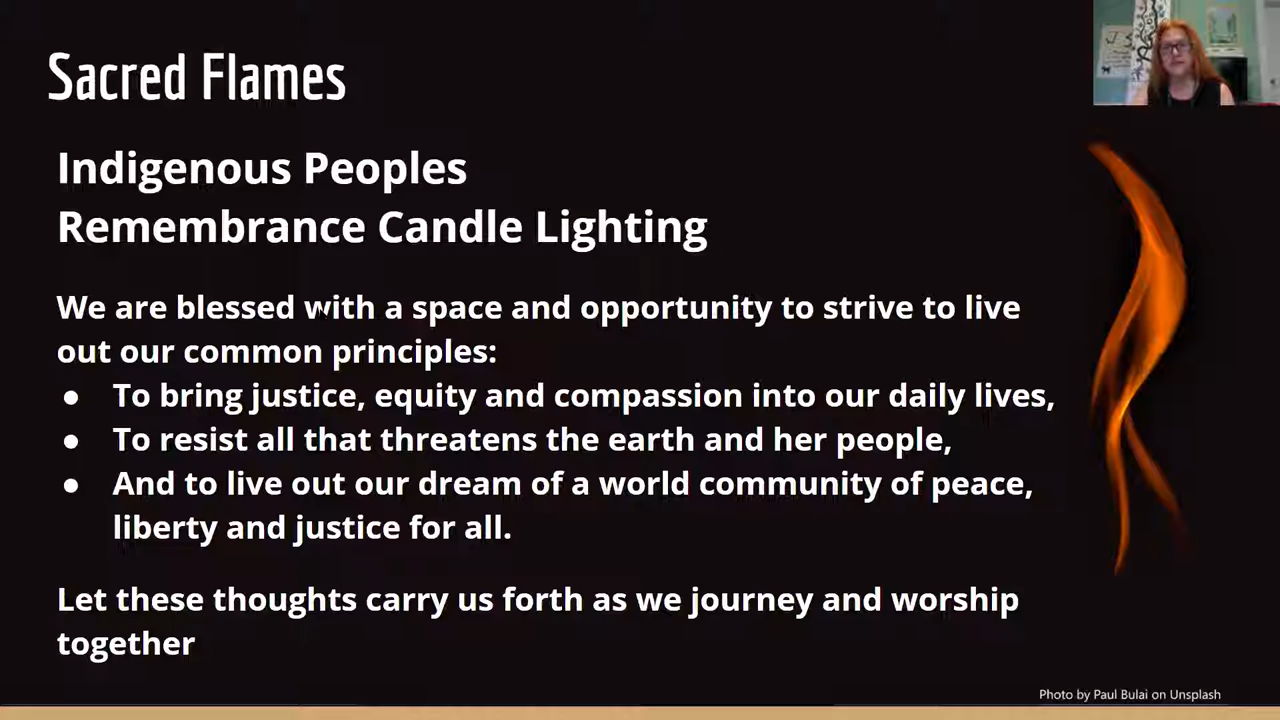 Sacred Flames
Indigenous Peoples
Remembrance Candle Lighting
We are blessed with a space and opportunity to strive to live
out our common principles:
● To bring justice, equity and compassion into our daily lives,
● To resist all that threatens the earth and her people,
● And to live out our dream of a world community of peace,
liberty and justice for all.
Let these thoughts carry us forth as we journey and worship
together
Photo by Paul Bulai on Unsplash